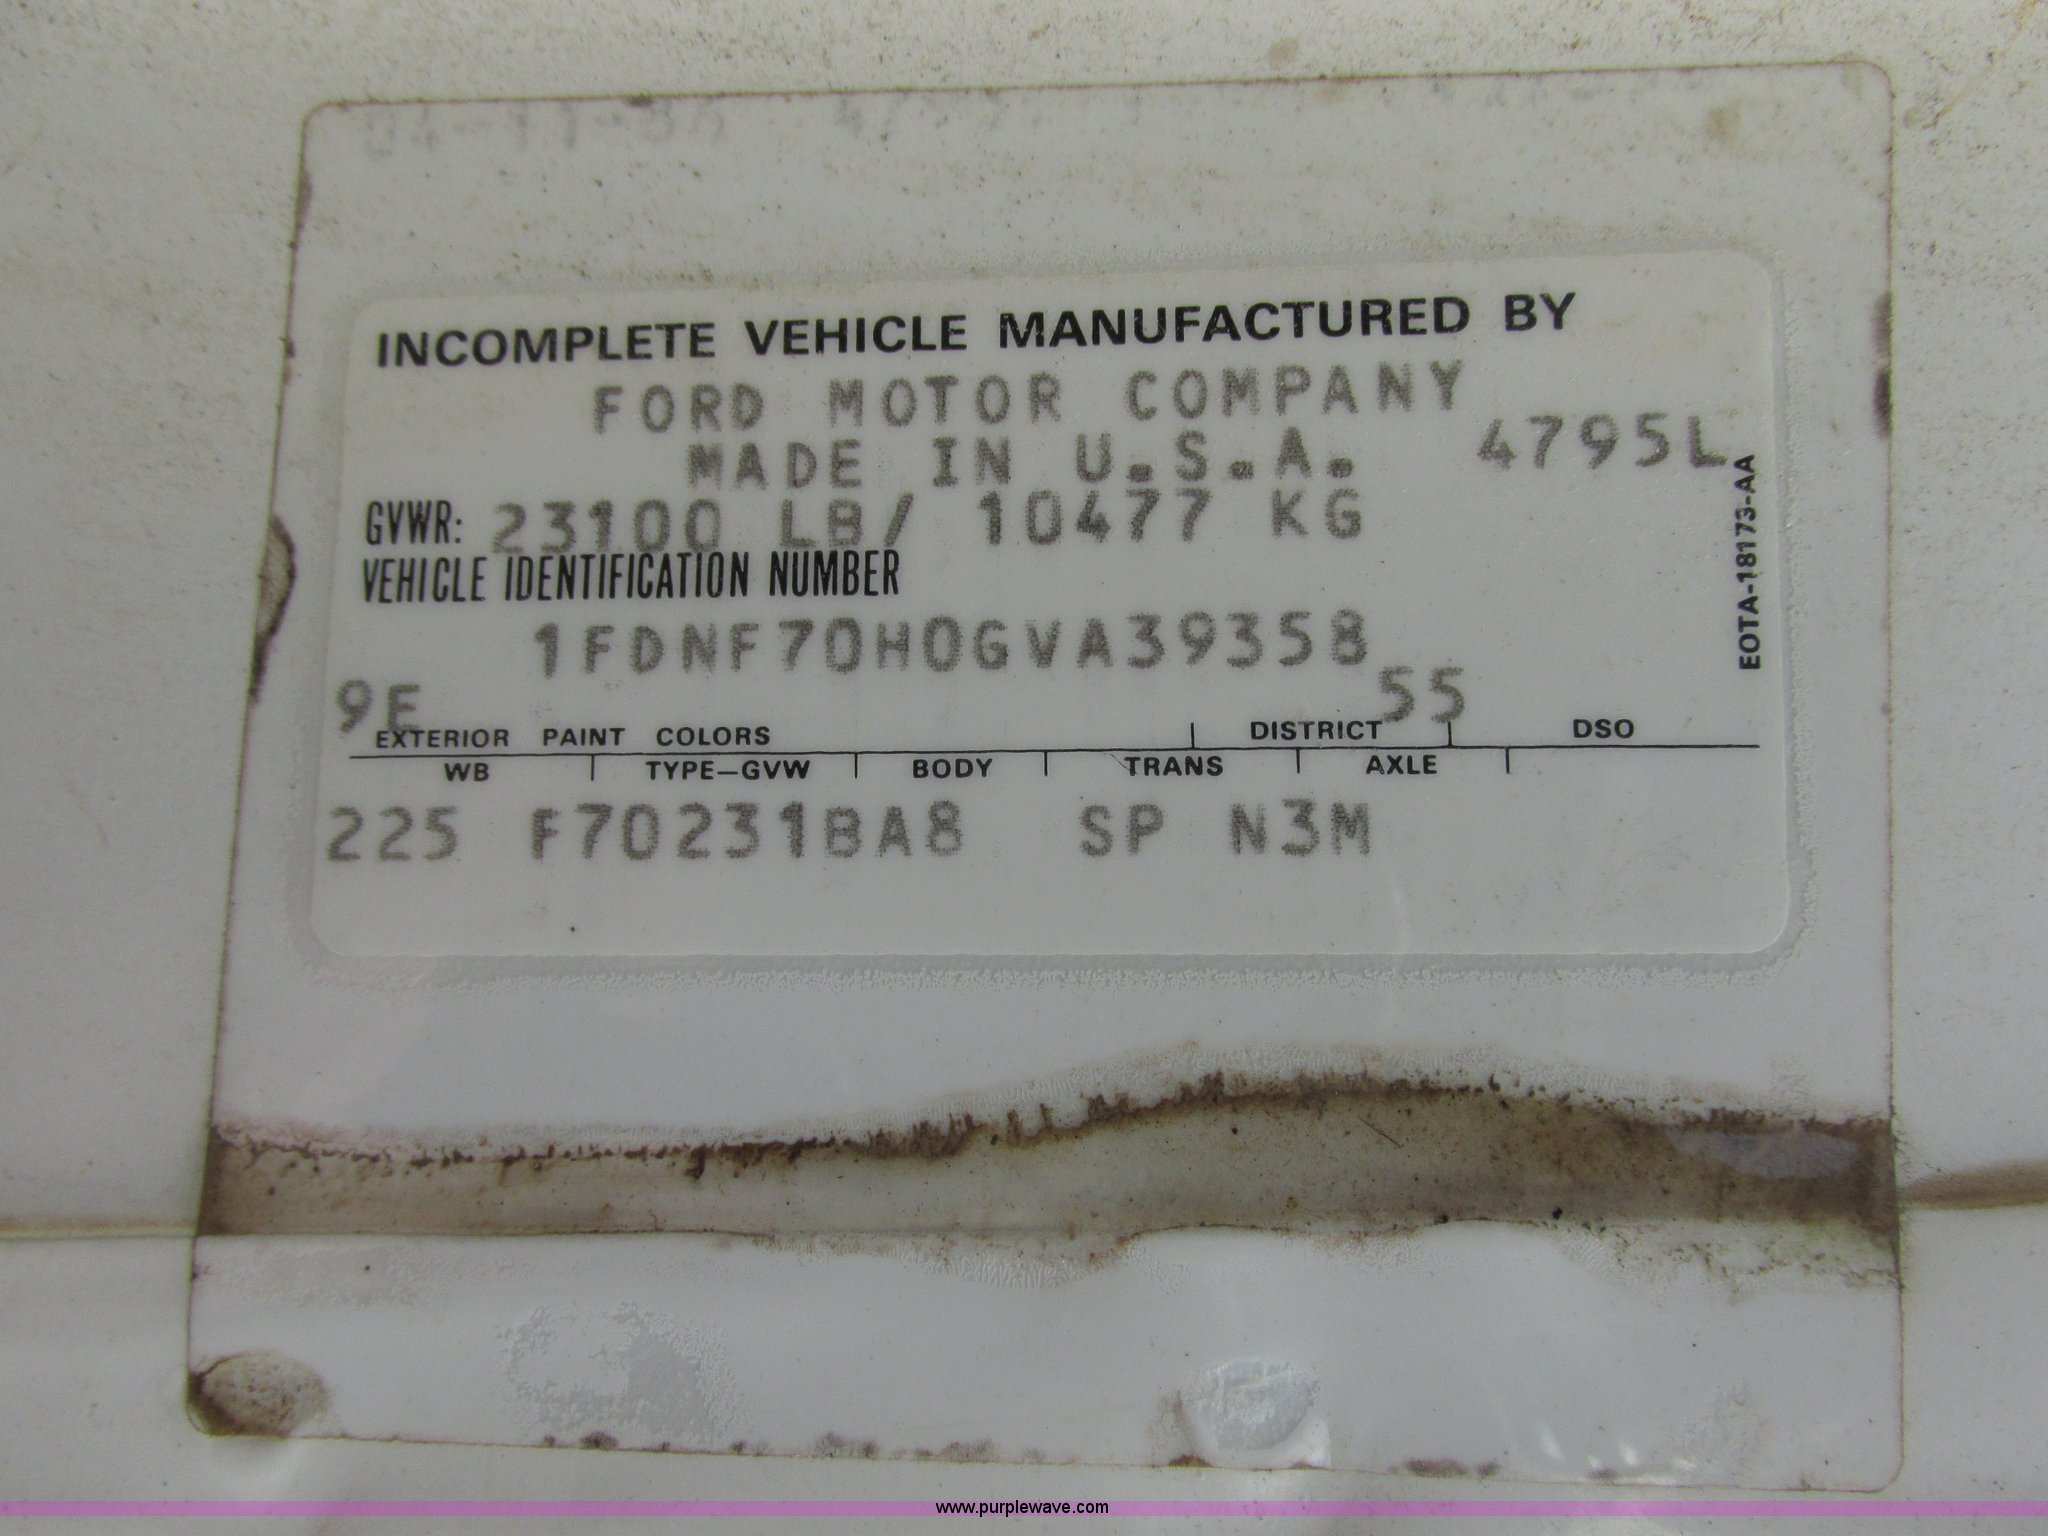 INCOMPLETE VEHICLE MANUFACTURED BY
FORD MOTOR COMPANY
MADE IN U.S.A. 4795L
GVWR: 23100 LB/ 10477 KG
VEHICLE IDENTIFICATION NUMBER
1FDNF70H0GVA39358
EOTA-18173-AA
9E 55
EXTERIOR PAINT COLORS DISTRICT DSO
WB TYPE-GVW BODY TRANS AXLE
225 F70231BA8 SP N3M
www.purplewave.com